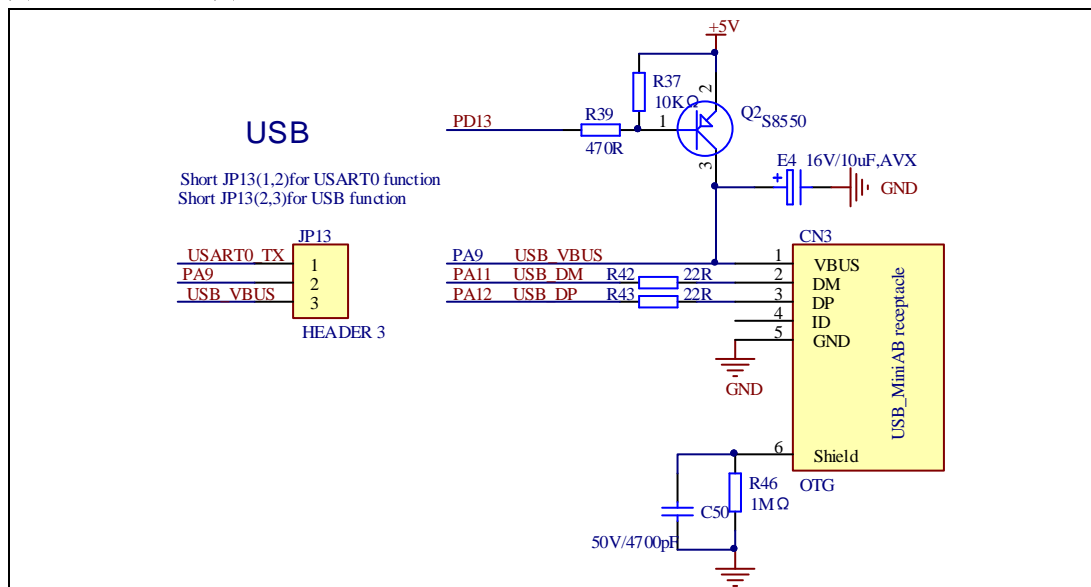 +5V
R37
10KΩ
2
Q2 S8550
R39
PD13
1
470R
USB
3
E4 16V/10uF,AVX
+
GND
Short JP13(1,2)for USART0 function
Short JP13(2,3)for USB function
JP13
USART0_TX 1
PA9 2
USB_VBUS 3
HEADER 3
CN3
PA9 USB_VBUS 1 VBUS
PA11 USB_DM R42 22R 2 DM
PA12 USB_DP R43 22R 3 DP
4 ID
5 GND
GND
USB_MiniAB receptacle
6 Shield
OTG
R46
1MΩ
C50
50V/4700pF